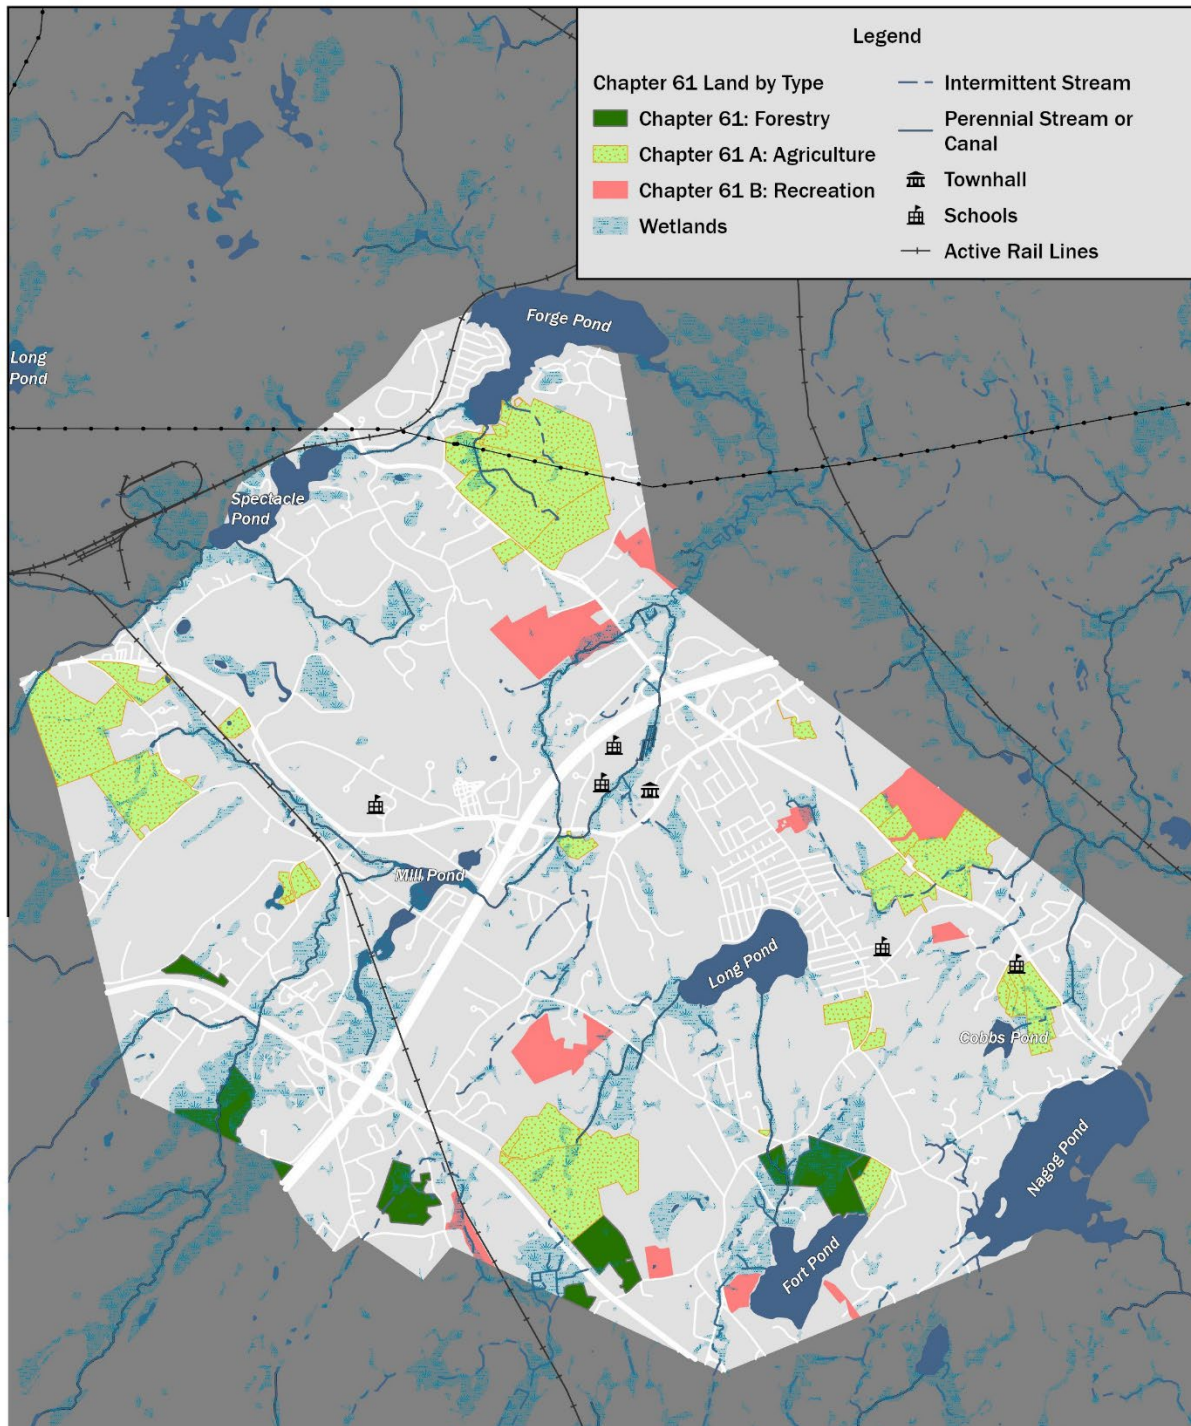 Legend
Chapter 61 Land by Type
Chapter 61: Forestry
Chapter 61 A: Agriculture
Chapter 61 B: Recreation
Wetlands
Intermittent Stream
Perennial Stream or
Canal
Townhall
Schools
Active Rail Lines
Forge Pond
Long
Pond
Spectacle
Pond
Mill Pond
Long Pond
Cobbs Pond
Nagog Pond
Fort Pond